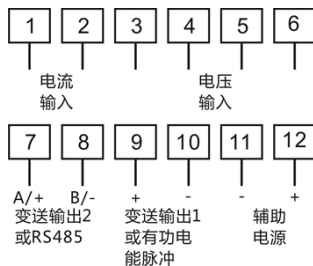 1 2 3 4 5 6
电流 电压
输入 输入
7 8 9 10 11 12
A/+ B/- + - - +
变送输出2 变送输出1 辅助
或RS485 或有功电 电源
能脉冲